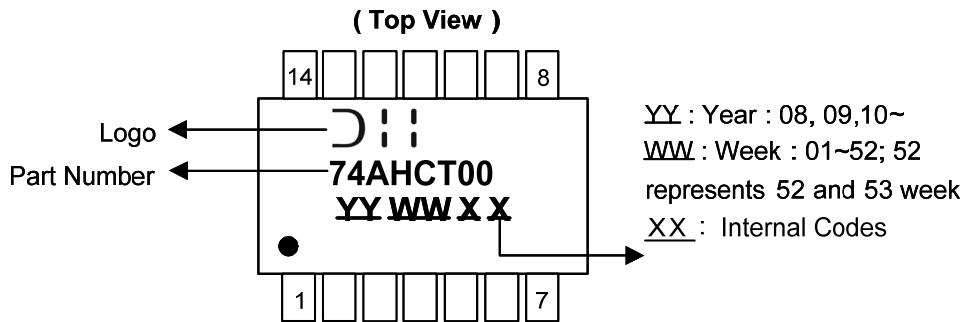 ( Top View )
14 8
Logo
Part Number
74AHCT00
YY WW X X
1 7
YY : Year : 08, 09,10~
WW : Week : 01~52; 52
represents 52 and 53 week
XX : Internal Codes